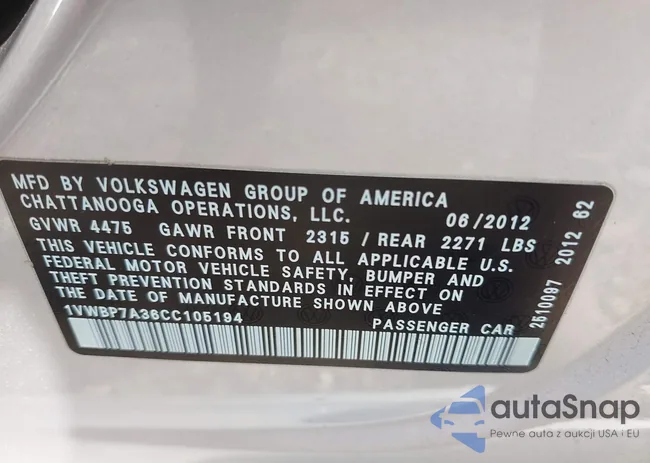 MFD BY VOLKSWAGEN GROUP OF AMERICA
CHATTANOOGA OPERATIONS, LLC. 06/2012
GVWR 4475 GAWR FRONT 2315 / REAR 2271 LBS
THIS VEHICLE CONFORMS TO ALL APPLICABLE U.S.
FEDERAL MOTOR VEHICLE SAFETY, BUMPER AND
THEFT PREVENTION STANDARDS IN EFFECT ON
THE DATE OF MANUFACTURE SHOWN ABOVE
1VWBP7A36CC105194 PASSENGER CAR
2510097 2012 62
autaSnap
Pewne auta z aukcji USA i EU